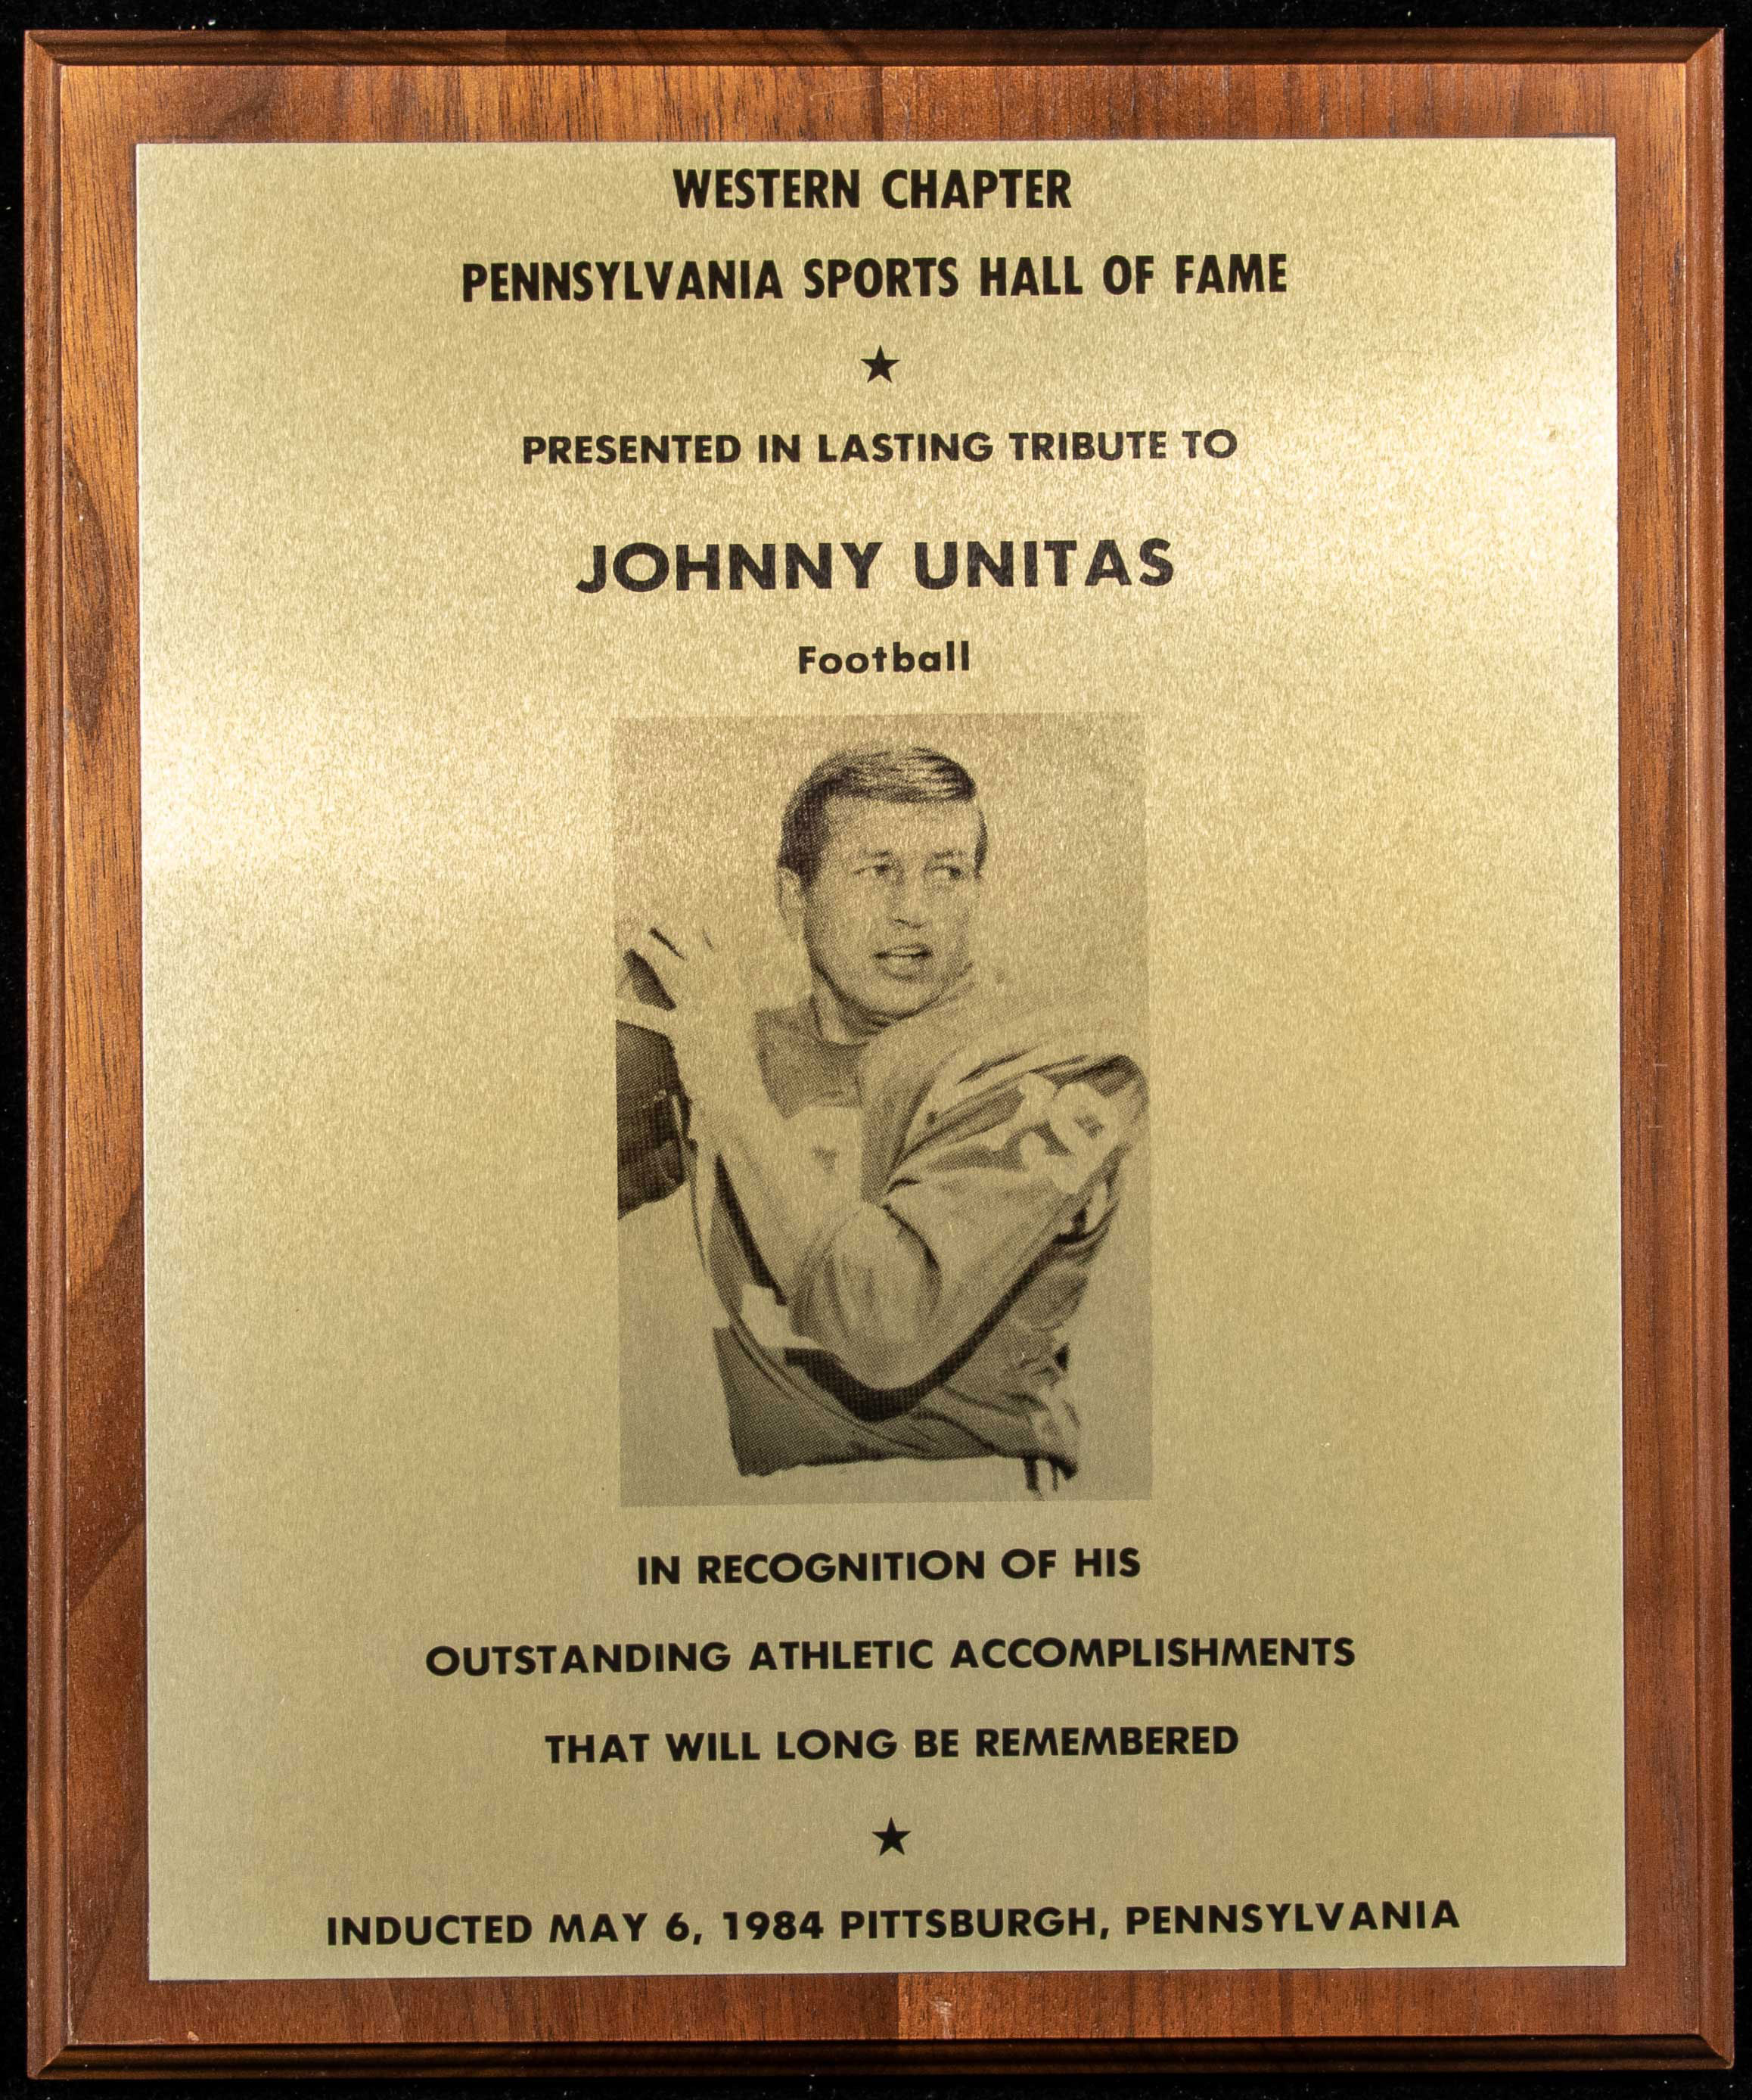 WESTERN CHAPTER
PENNSYLVANIA SPORTS HALL OF FAME
PRESENTED IN LASTING TRIBUTE TO
JOHNNY UNITAS
Football
IN RECOGNITION OF HIS
OUTSTANDING ATHLETIC ACCOMPLISHMENTS
THAT WILL LONG BE REMEMBERED
INDUCTED MAY 6, 1984 PITTSBURGH, PENNSYLVANIA